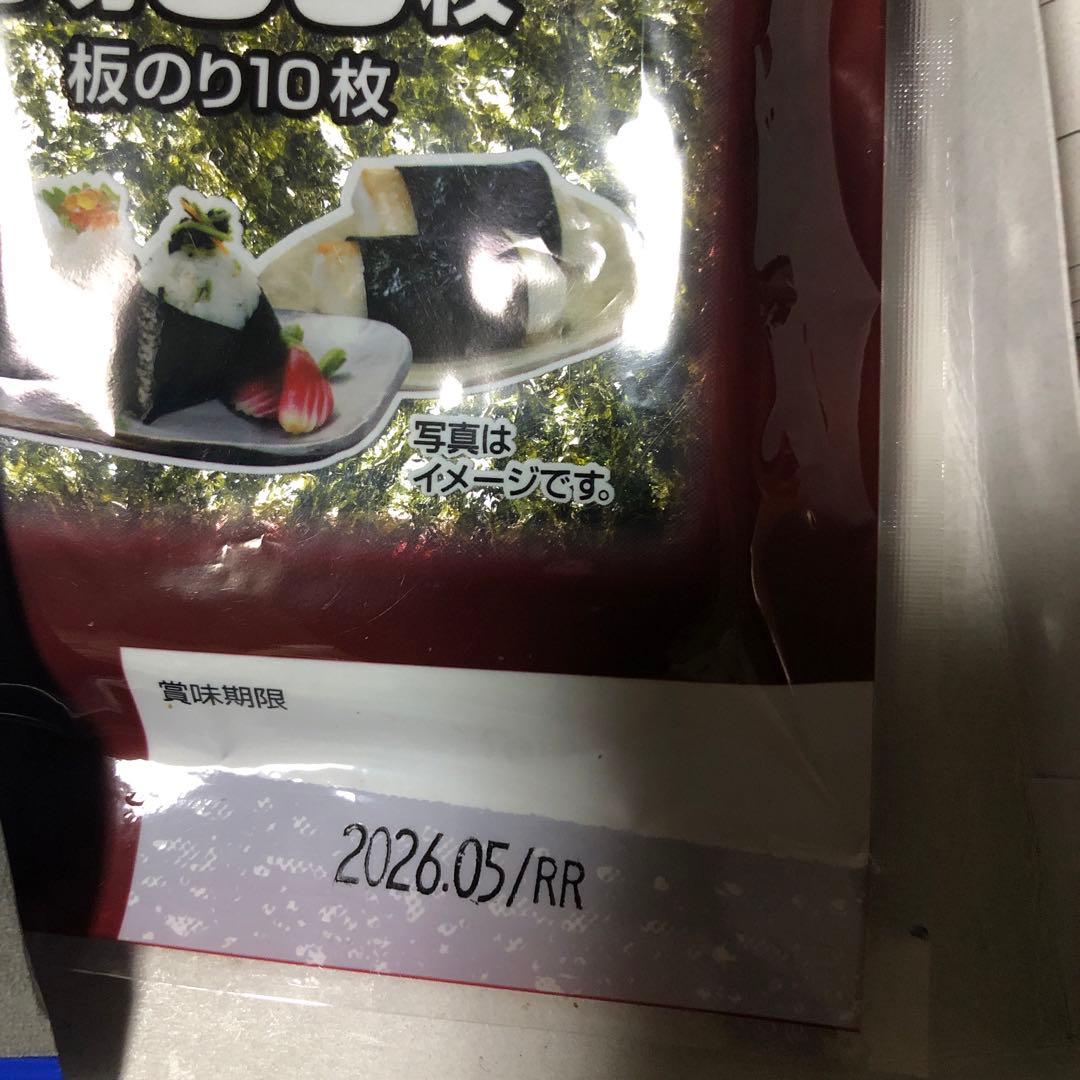 枚
板のり10枚
写真は
イメージです。
賞味期限
2026.05/RR